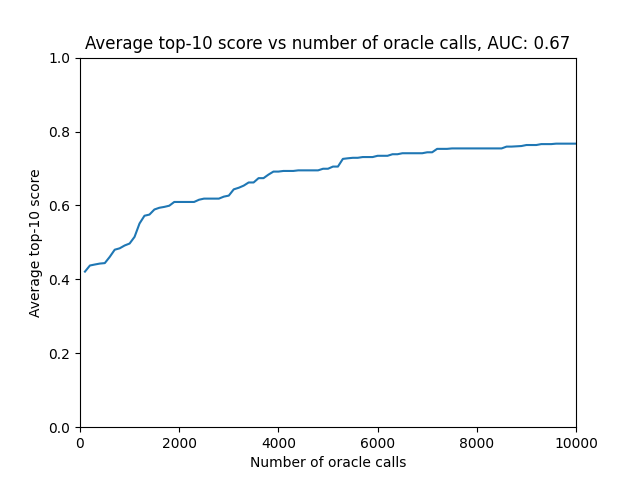 Average top-10 score vs number of oracle calls, AUC: 0.67
1.0
0.8
0.6
0.4
0.2
0.0
Average top-10 score
0 2000 4000 6000 8000 10000
Number of oracle calls